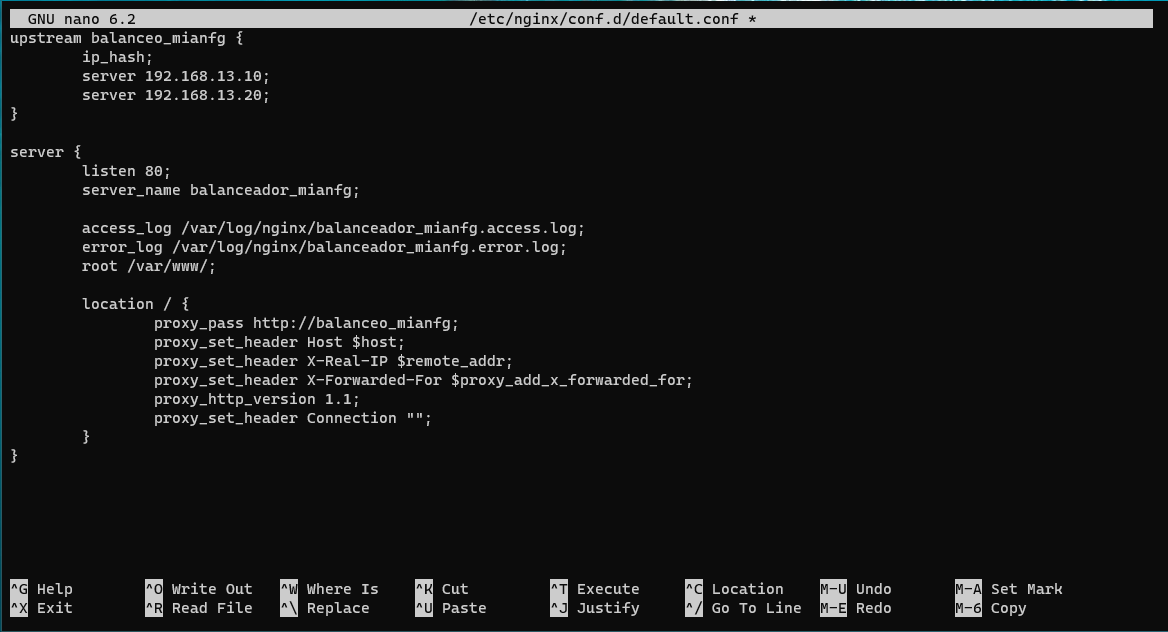 GNU nano 6.2 /etc/nginx/conf.d/default.conf *
upstream balanceo_mianfg {
        ip_hash;
        server 192.168.13.10;
        server 192.168.13.20;
}

server {
        listen 80;
        server_name balanceador_mianfg;

        access_log /var/log/nginx/balanceador_mianfg.access.log;
        error_log /var/log/nginx/balanceador_mianfg.error.log;
        root /var/www/;

        location / {
                proxy_pass http://balanceo_mianfg;
                proxy_set_header Host $host;
                proxy_set_header X-Real-IP $remote_addr;
                proxy_set_header X-Forwarded-For $proxy_add_x_forwarded_for;
                proxy_http_version 1.1;
                proxy_set_header Connection "";
        }
}

^G Help ^O Write Out ^W Where Is ^K Cut ^T Execute ^C Location M-U Undo M-A Set Mark
^X Exit ^R Read File ^\ Replace ^U Paste ^J Justify ^/ Go To Line M-E Redo M-6 Copy